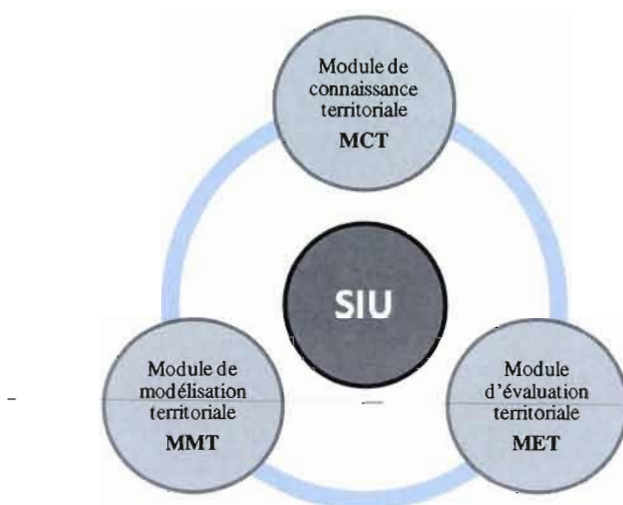 Module de
connaissance
territoriale
MCT
SIU
Module de
modélisation
territoriale
MMT
Module
d'évaluation
territoriale
MET